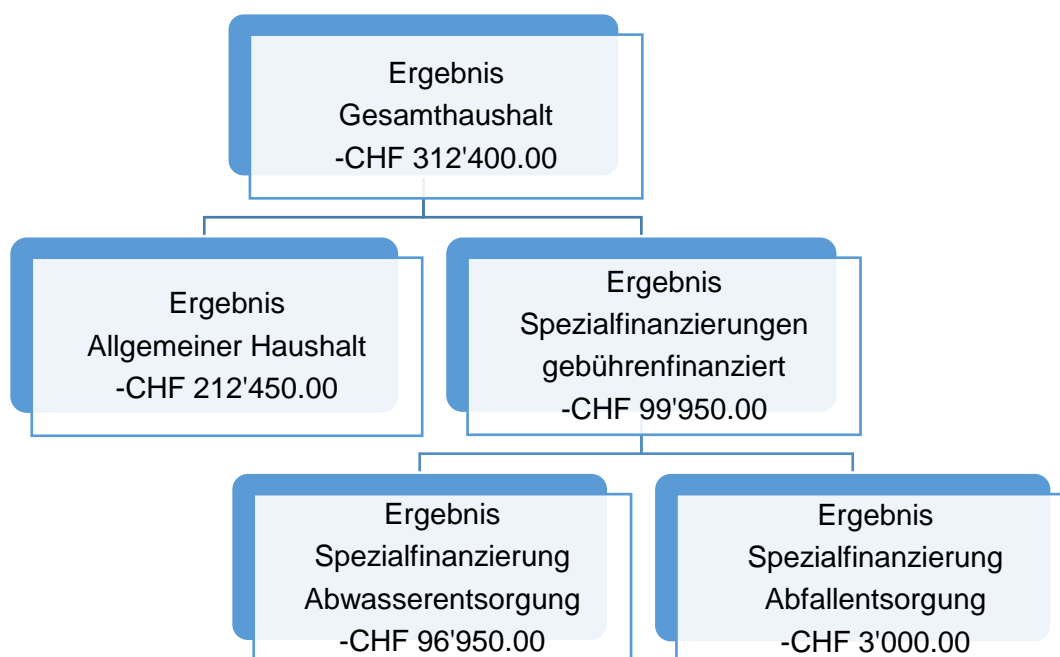 Ergebnis
Gesamthaushalt
-CHF 312'400.00
Ergebnis
Allgemeiner Haushalt
-CHF 212'450.00
Ergebnis
Spezialfinanzierungen
gebührenfinanziert
-CHF 99'950.00
Ergebnis
Spezialfinanzierung
Abwasserentsorgung
-CHF 96'950.00
Ergebnis
Spezialfinanzierung
Abfallentsorgung
-CHF 3'000.00